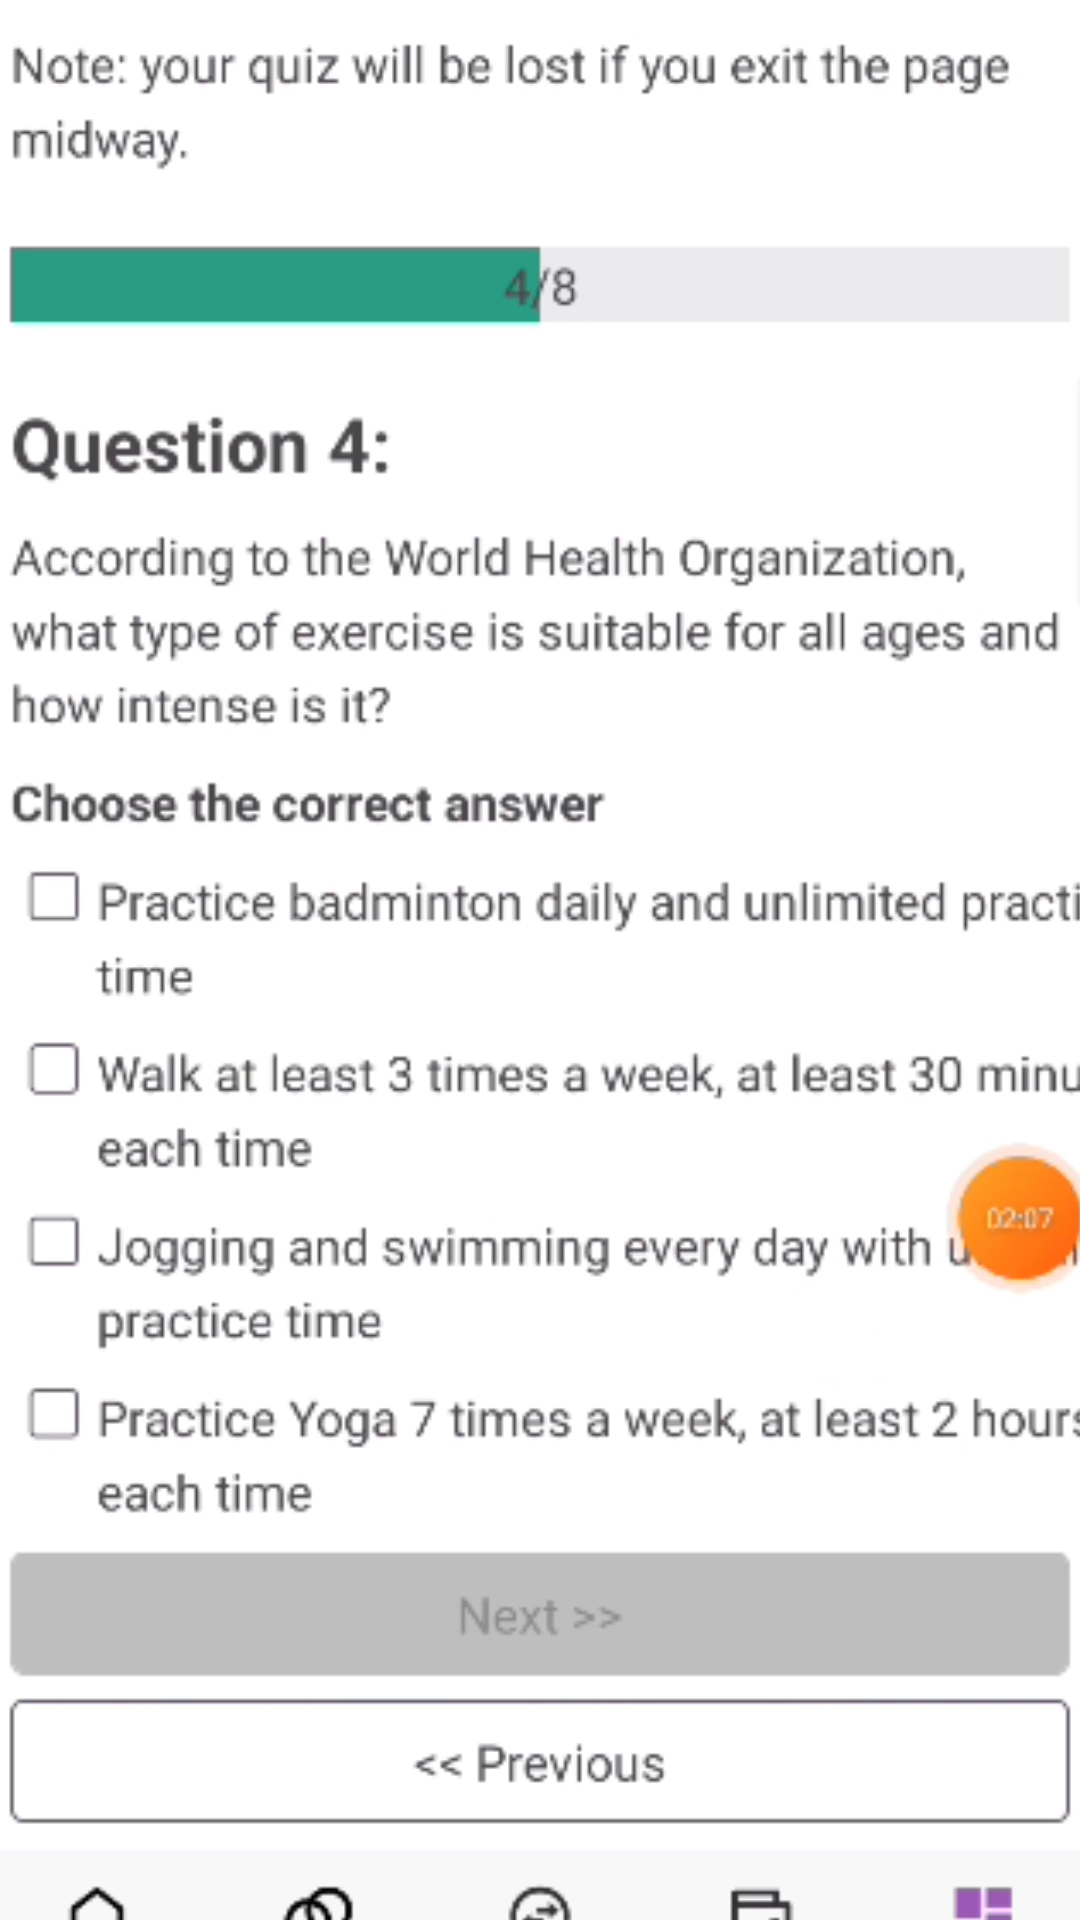 Note: your quiz will be lost if you exit the page
midway.
4/8
Question 4:
According to the World Health Organization,
what type of exercise is suitable for all ages and
how intense is it?
Choose the correct answer
Practice badminton daily and unlimited practi
time
Walk at least 3 times a week, at least 30 minu
each time
Jogging and swimming every day with
02:07
practice time
Practice Yoga 7 times a week, at least 2 hours
each time
Next >>
<< Previous